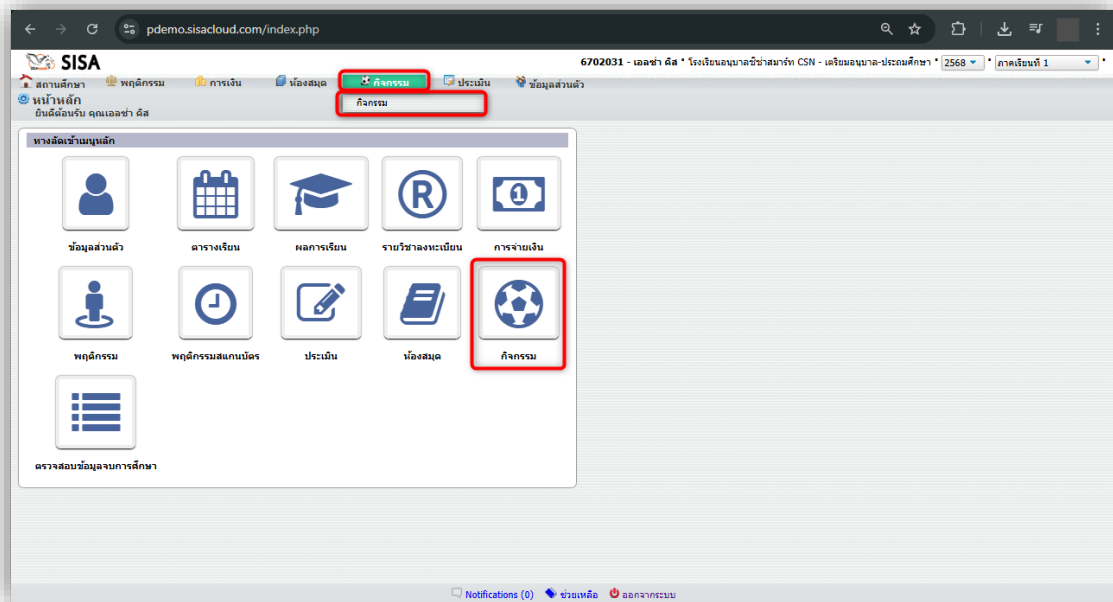 pdemo.sisacloud.com/index.php
SISA
6702031 - เอลซ่า ดิส * โรงเรียนอนุบาลชิช่าสมาร์ท CSN - เตรียมอนุบาล-ประถมศึกษา * 2568 * ภาคเรียนที่ 1 *
สถานศึกษา พฤติกรรม การเงิน ห้องสมุด กิจกรรม ประเมิน ข้อมูลส่วนตัว
หน้าหลัก
กิจกรรม
ยินดีต้อนรับ คุณเอลซ่า ดิส
ทางลัดเข้าเมนูหลัก
R 1
ข้อมูลส่วนตัว ตารางเรียน ผลการเรียน รายวิชาลงทะเบียน การจ่ายเงิน
พฤติกรรม พฤติกรรมสแกนบัตร ประเมิน ห้องสมุด กิจกรรม
ตรวจสอบข้อมูลจบการศึกษา
Notifications (0) ช่วยเหลือ ออกจากระบบ